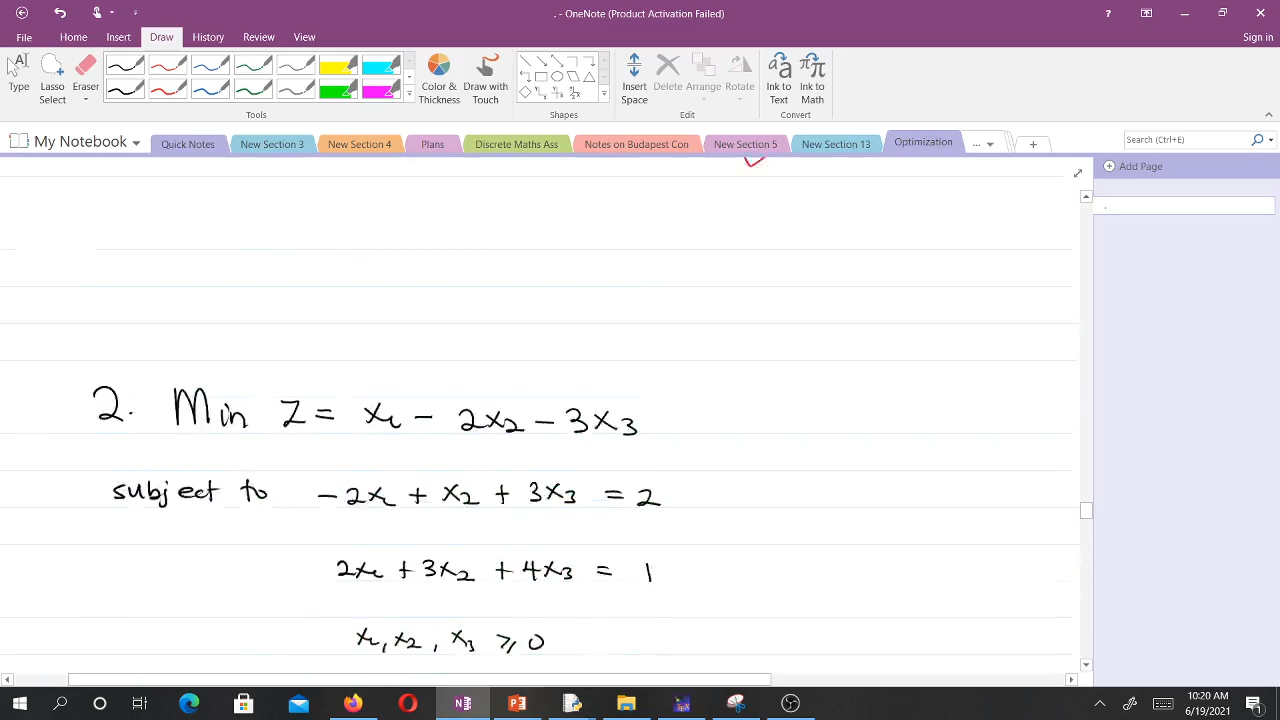 . - OneNote (Product Activation Failed)
? Sign in
File Home Insert Draw History Review View
Type Lasso Select Eraser Color & Thickness Draw with Touch Insert Space Delete Arrange Rotate Ink to Text Ink to Math
Tools Shapes Edit Convert
My Notebook Quick Notes New Section 3 New Section 4 Plans Discrete Maths Ass Notes on Budapest Con New Section 5 New Section 13 Optimization ... + Search (Ctrl+E)
Add Page
.
2. Min Z = x₁ - 2x₂ - 3x₃
subject to -2x₁ + x₂ + 3x₃ = 2
2x₁ + 3x₂ + 4x₃ = 1
x₁, x₂, x₃ ≥ 0
10:20 AM
6/19/2021